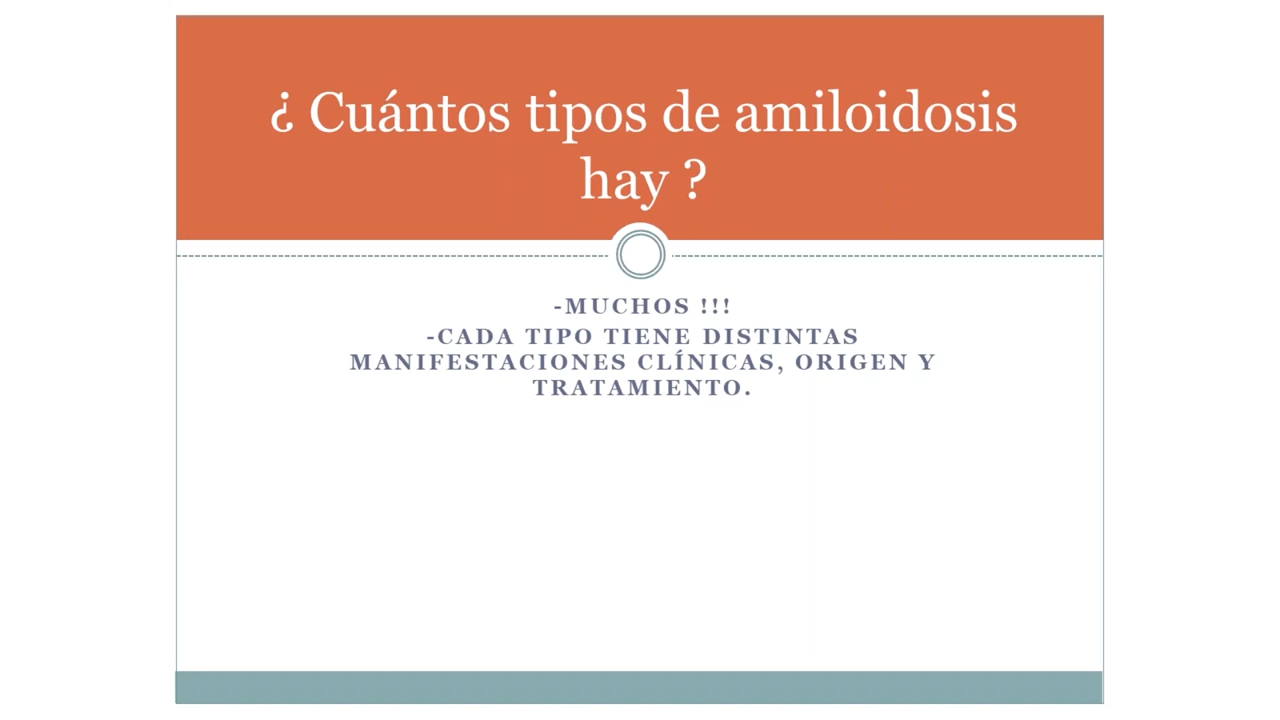 ¿ Cuántos tipos de amiloidosis
hay ?
-MUCHOS !!!
-CADA TIPO TIENE DISTINTAS
MANIFESTACIONES CLÍNICAS, ORIGEN Y
TRATAMIENTO.